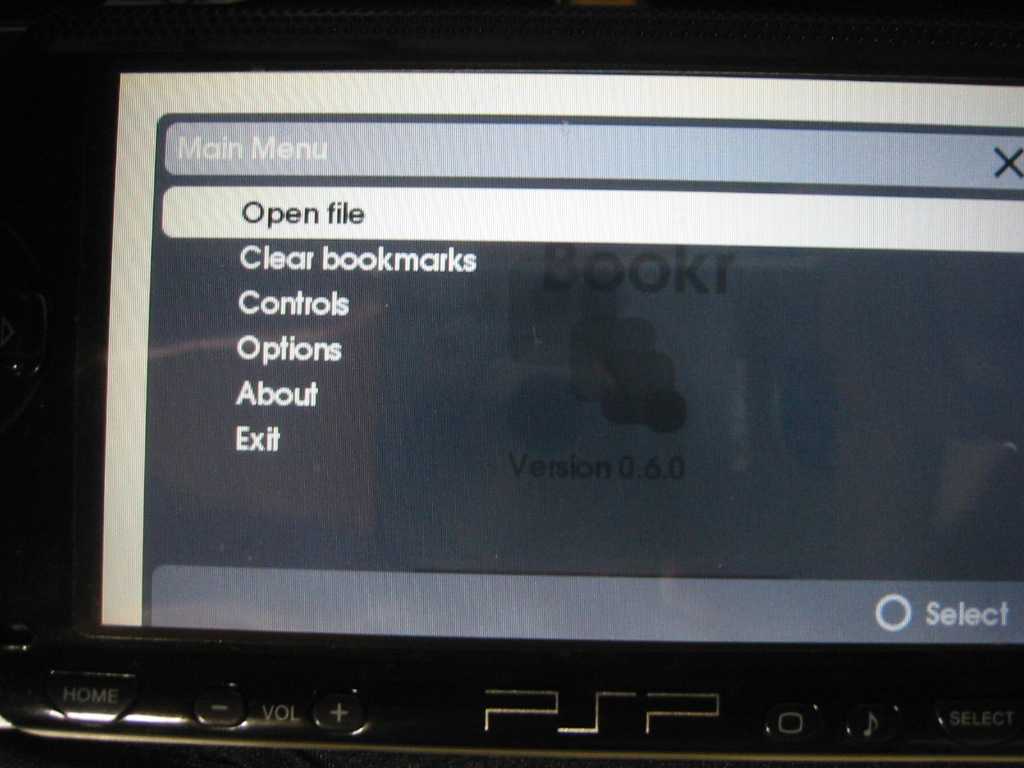 Main Menu
Open file
Clear bookmarks
Bookr
Controls
Options
About
Exit
Version 0.6.0
Select
HOME
VOL
PSP
SELECT